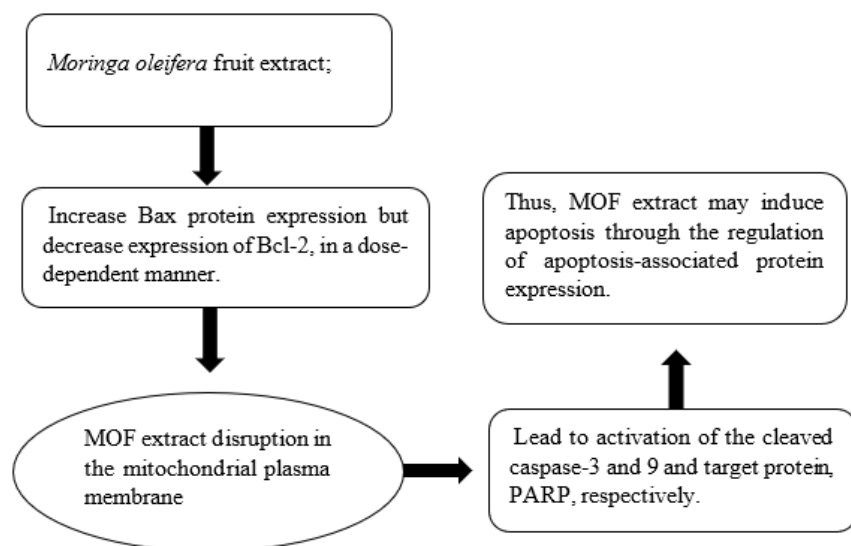 Moringa oleifera fruit extract;
Increase Bax protein expression but
decrease expression of Bcl-2, in a dose-
dependent manner.
MOF extract disruption in
the mitochondrial plasma
membrane
Lead to activation of the cleaved
caspase-3 and 9 and target protein,
PARP, respectively.
Thus, MOF extract may induce
apoptosis through the regulation
of apoptosis-associated protein
expression.